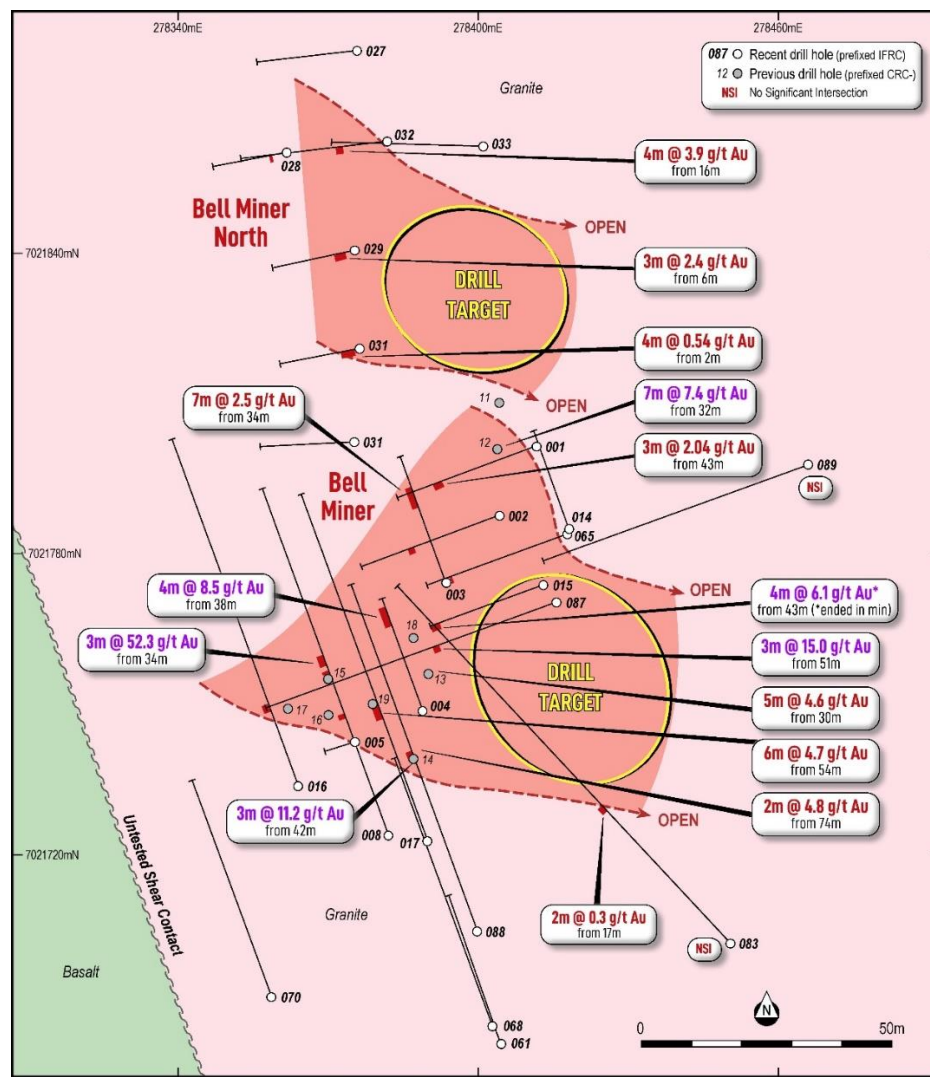 278340mE
278400mE
278460mE
087 Recent drill hole (prefixed IFRC)
12 Previous drill hole (prefixed CRC-)
NSI No Significant Intersection
027
Granite
032
033
028
4m @ 3.9 g/t Au
from 16m
Bell Miner
North
OPEN
7021840mN
029
DRILL
TARGET
3m @ 2.4 g/t Au
from 6m
031
4m @ 0.54 g/t Au
from 2m
OPEN
11
7m @ 7.4 g/t Au
from 32m
7m @ 2.5 g/t Au
from 34m
031
12
001
3m @ 2.04 g/t Au
from 43m
089
NSI
Bell
Miner
002
014
065
7021780mN
003
015
OPEN
087
4m @ 8.5 g/t Au
from 38m
4m @ 6.1 g/t Au*
from 43m (*ended in min)
18
3m @ 52.3 g/t Au
from 34m
3m @ 15.0 g/t Au
from 51m
15
13
DRILL
TARGET
5m @ 4.6 g/t Au
from 30m
17
16
19
004
005
6m @ 4.7 g/t Au
from 54m
14
016
3m @ 11.2 g/t Au
from 42m
2m @ 4.8 g/t Au
from 74m
OPEN
008
017
7021720mN
Untested Shear Contact
Granite
2m @ 0.3 g/t Au
from 17m
088
NSI
083
Basalt
070
068
061
N
0
50m